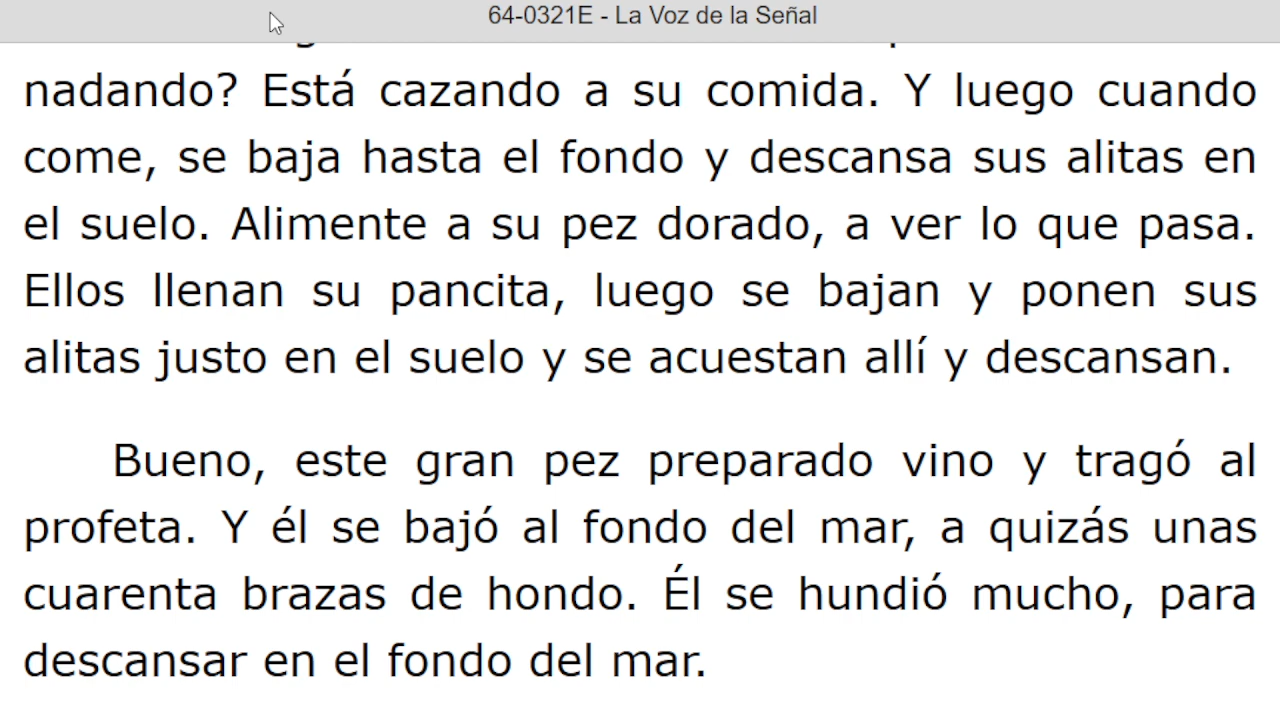 64-0321E - La Voz de la Señal
nadando? Está cazando a su comida. Y luego cuando
come, se baja hasta el fondo y descansa sus alitas en
el suelo. Alimente a su pez dorado, a ver lo que pasa.
Ellos llenan su pancita, luego se bajan y ponen sus
alitas justo en el suelo y se acuestan allí y descansan.
Bueno, este gran pez preparado vino y tragó al
profeta. Y él se bajó al fondo del mar, a quizás unas
cuarenta brazas de hondo. Él se hundió mucho, para
descansar en el fondo del mar.